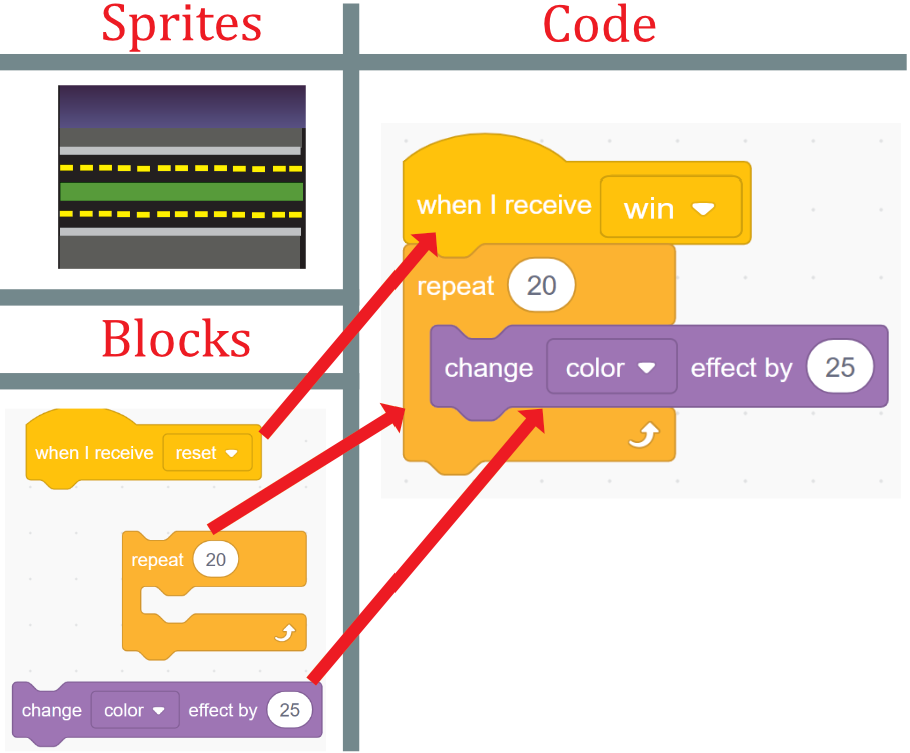 Sprites
Code
when I receive win
repeat 20
change color effect by 25
Blocks
when I receive reset
repeat 20
change color effect by 25